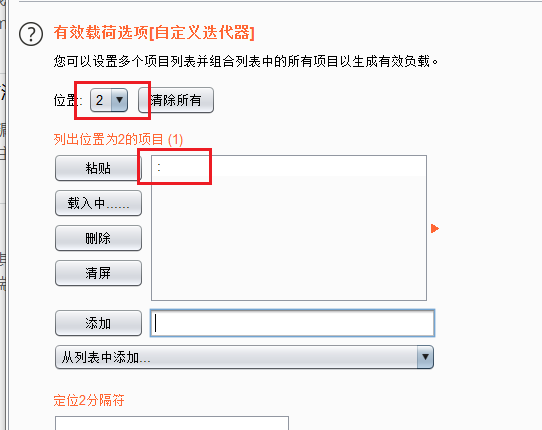 有效载荷选项[自定义迭代器]
您可以设置多个项目列表并组合列表中的所有项目以生成有效负载。
位置: 2 清除所有
列出位置为2的项目 (1)
粘贴 :
载入中......
删除
清屏
添加
从列表中添加...
定位2分隔符